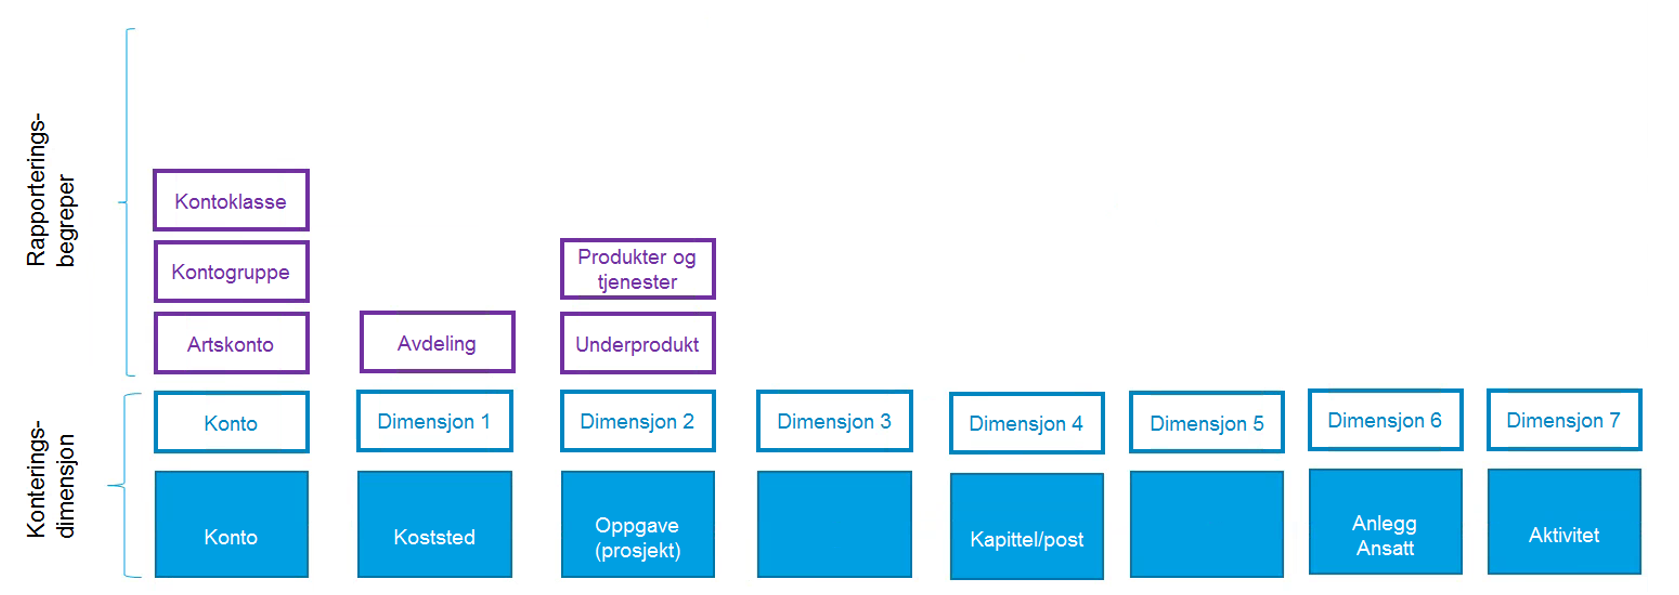 Rapporterings-
begreper
Kontoklasse
Kontogruppe
Produkter og
tjenester
Artskonto
Avdeling
Underprodukt
Konterings-
dimensjon
Konto
Dimensjon 1
Dimensjon 2
Dimensjon 3
Dimensjon 4
Dimensjon 5
Dimensjon 6
Dimensjon 7
Konto
Koststed
Oppgave
(prosjekt)
Kapittel/post
Anlegg
Ansatt
Aktivitet